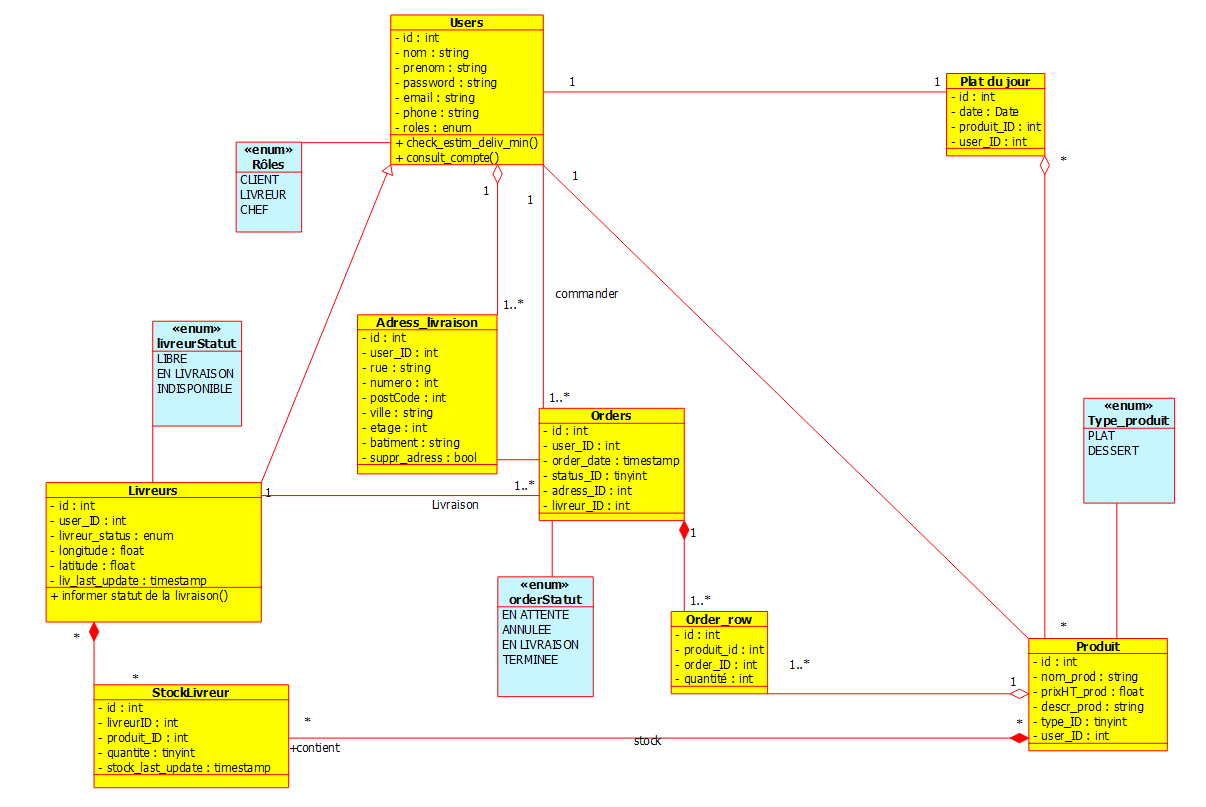 Users
- id : int
- nom : string
- prenom : string
- password : string
- email : string
- phone : string
- roles : enum
+ check_estim_deliv_min()
+ consult_compte()
1
1
Plat du jour
- id : int
- date : Date
- produit_ID : int
- user_ID : int
*
«enum»
Rôles
CLIENT
LIVREUR
CHEF
1
1
1
commander
1..*
Adress_livraison
- id : int
- user_ID : int
- rue : string
- numero : int
- postCode : int
- ville : string
- etage : int
- batiment : string
- suppr_adress : bool
«enum»
livreurStatut
LIBRE
EN LIVRAISON
INDISPONIBLE
1..*
Orders
- id : int
- user_ID : int
- order_date : timestamp
- status_ID : tinyint
- adress_ID : int
- livreur_ID : int
«enum»
Type_produit
PLAT
DESSERT
Livreurs
- id : int
- user_ID : int
- livreur_status : enum
- longitude : float
- latitude : float
- liv_last_update : timestamp
+ informer statut de la livraison()
1
Livraison
1..*
1
«enum»
orderStatut
EN ATTENTE
ANNULEE
EN LIVRAISON
TERMINEE
1..*
Order_row
- id : int
- produit_id : int
- order_ID : int
- quantité : int
1..*
1
*
Produit
- id : int
- nom_prod : string
- prixHT_prod : float
- descr_prod : string
- type_ID : tinyint
- user_ID : int
*
*
StockLivreur
- id : int
- livreurID : int
- produit_ID : int
- quantite : tinyint
- stock_last_update : timestamp
*
+contient
stock
*